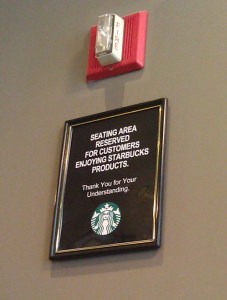 SEATING AREA
RESERVED
FOR CUSTOMERS
ENJOYING STARBUCKS
PRODUCTS.
Thank You for Your
Understanding.